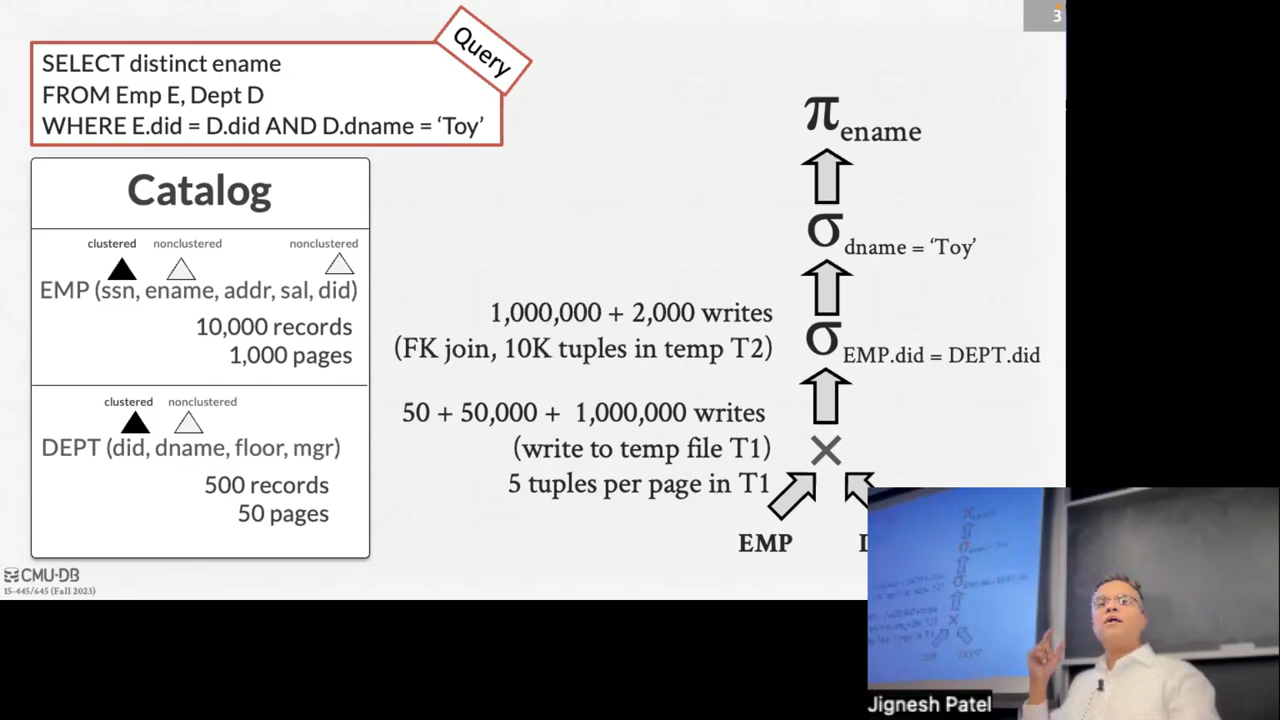 3
Query
SELECT distinct ename
FROM Emp E, Dept D
WHERE E.did = D.did AND D.dname = ‘Toy’
Catalog
clustered nonclustered nonclustered
EMP (ssn, ename, addr, sal, did)
10,000 records
1,000 pages
clustered nonclustered
DEPT (did, dname, floor, mgr)
500 records
50 pages
π ename
σ dname = ‘Toy’
1,000,000 + 2,000 writes
(FK join, 10K tuples in temp T2)
σ EMP.did = DEPT.did
50 + 50,000 + 1,000,000 writes
(write to temp file T1)
5 tuples per page in T1
×
EMP
CMU·DB
15-445/645 (Fall 2023)
Jignesh Patel